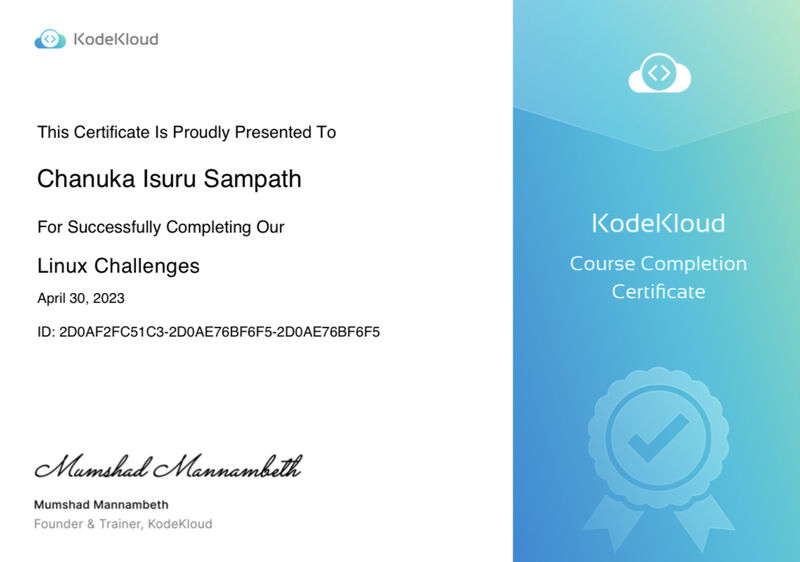 KodeKloud
This Certificate Is Proudly Presented To
Chanuka Isuru Sampath
For Successfully Completing Our
Linux Challenges
April 30, 2023
ID: 2D0AF2FC51C3-2D0AE76BF6F5-2D0AE76BF6F5
Mumshad Mannambeth
Mumshad Mannambeth
Founder & Trainer, KodeKloud
KodeKloud
Course Completion
Certificate